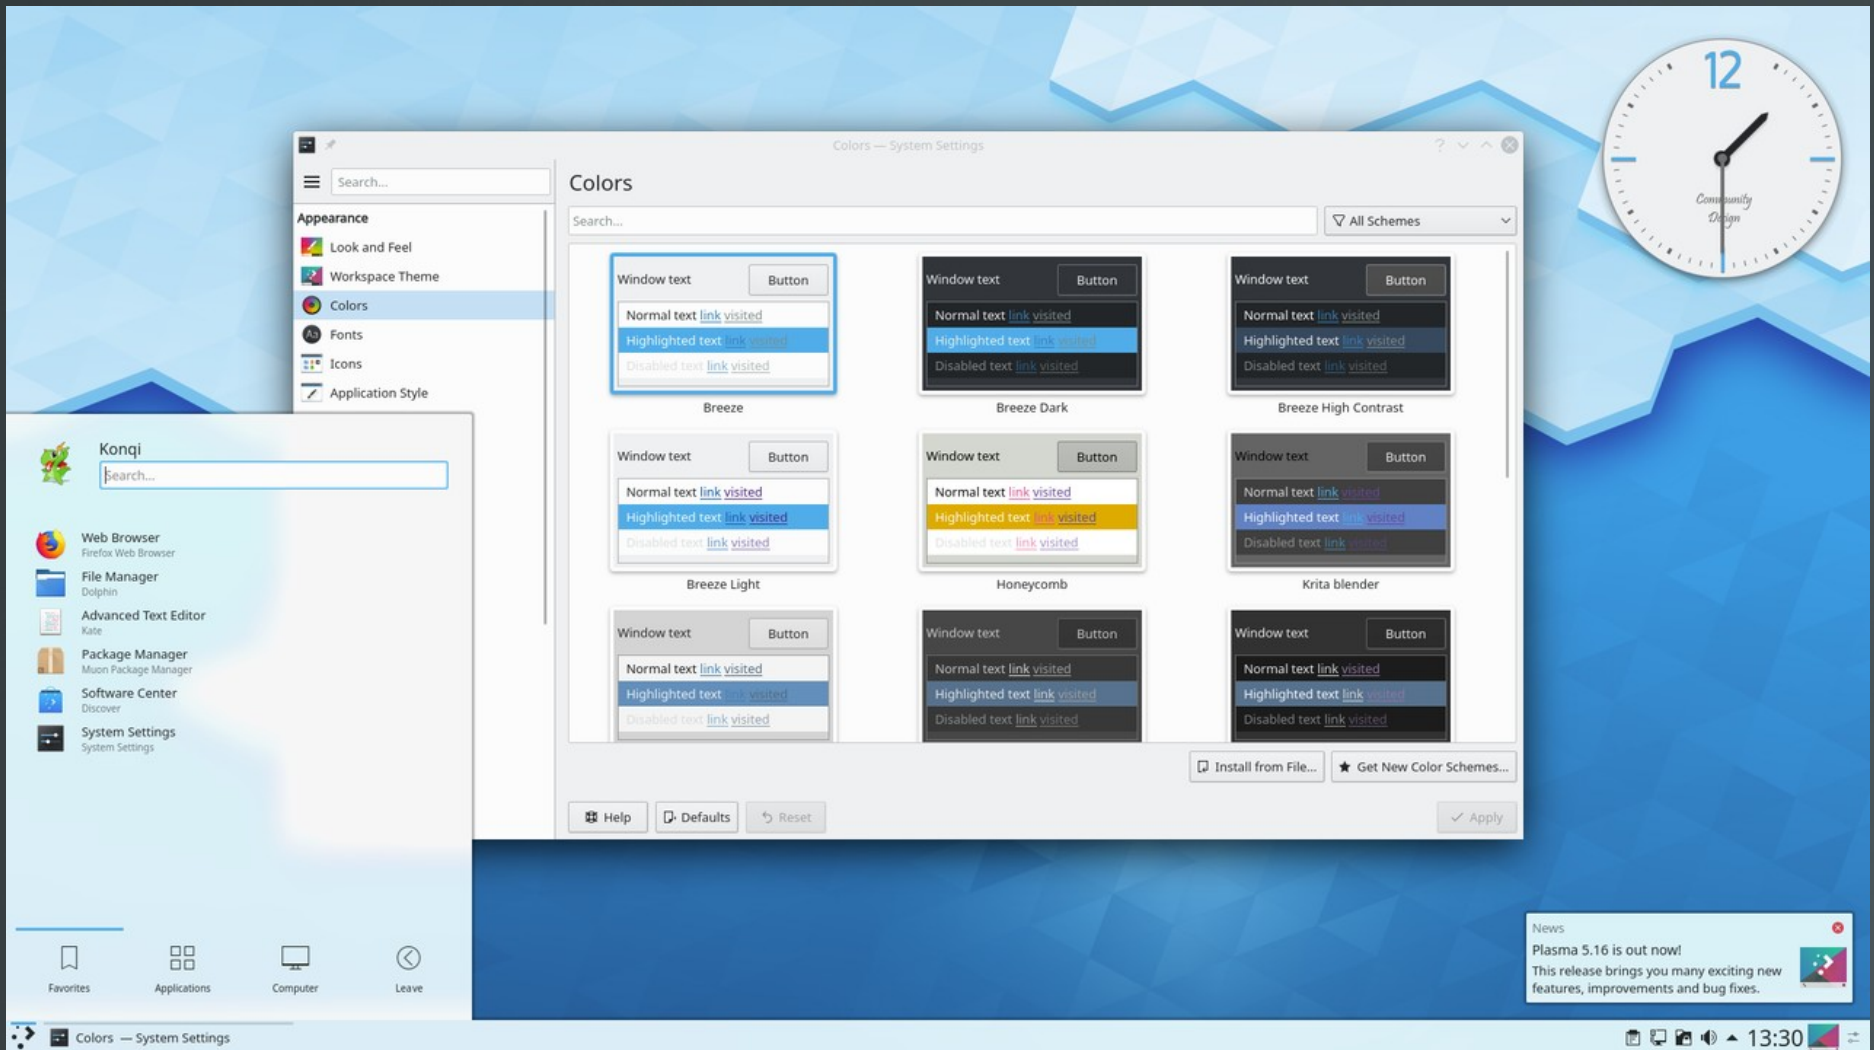 Colors — System Settings
Search...
Appearance
Look and Feel
Workspace Theme
Colors
Fonts
Icons
Application Style
Colors
Search...
All Schemes
Window text Button
Normal text link visited
Highlighted text link visited
Disabled text link visited
Breeze
Window text Button
Normal text link visited
Highlighted text link visited
Disabled text link visited
Breeze Dark
Window text Button
Normal text link visited
Highlighted text link visited
Disabled text link visited
Breeze High Contrast
Window text Button
Normal text link visited
Highlighted text link visited
Disabled text link visited
Breeze Light
Window text Button
Normal text link visited
Highlighted text link visited
Disabled text link visited
Honeycomb
Window text Button
Normal text link visited
Highlighted text link visited
Disabled text link visited
Krita blender
Window text Button
Normal text link visited
Highlighted text link visited
Disabled text link visited
Window text Button
Normal text link visited
Highlighted text link visited
Disabled text link visited
Window text Button
Normal text link visited
Highlighted text link visited
Disabled text link visited
Install from File...
Get New Color Schemes...
Help
Defaults
Reset
Apply
12
Community
Design
Konqi
Search...
Web Browser
Firefox Web Browser
File Manager
Dolphin
Advanced Text Editor
Kate
Package Manager
Muon Package Manager
Software Center
Discover
System Settings
System Settings
Favorites
Applications
Computer
Leave
News
Plasma 5.16 is out now!
This release brings you many exciting new
features, improvements and bug fixes.
Colors — System Settings
13:30